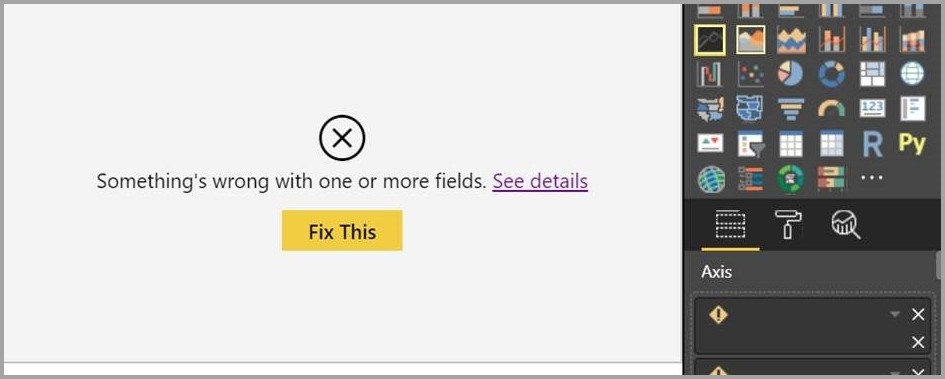 Something's wrong with one or more fields. See details
Fix This
123
R Py
Axis